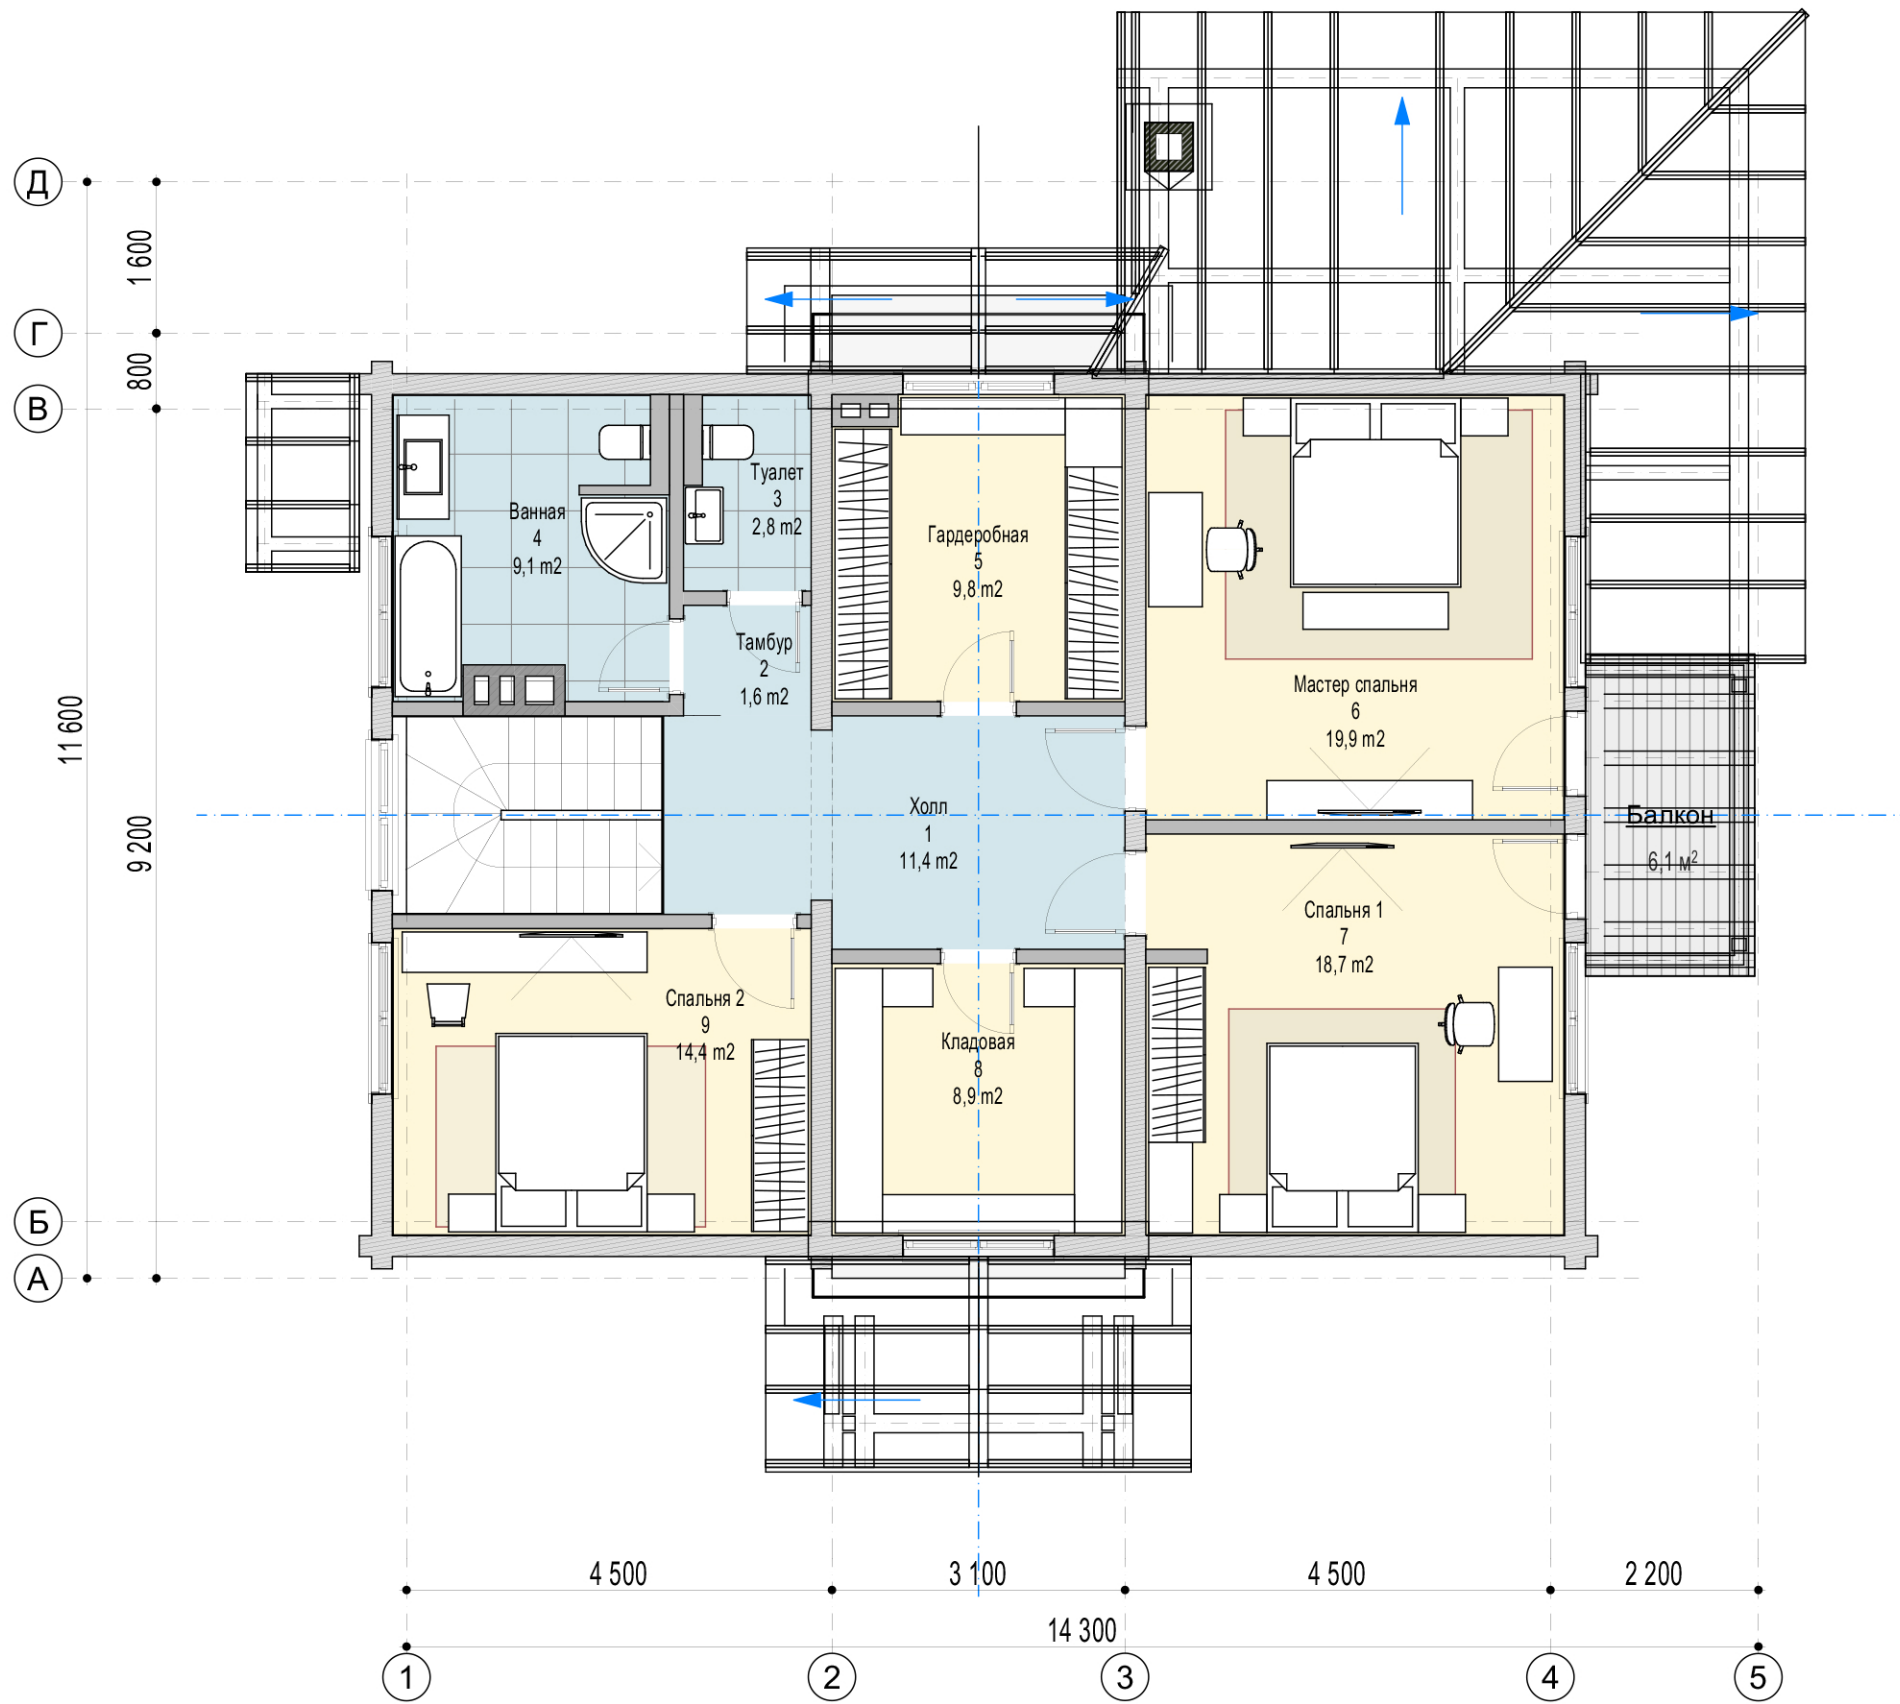 Д
Г
В
Б
А
1 600
800
9 200
11 600
Ванная
4
9,1 m2
Туалет
3
2,8 m2
Тамбур
2
1,6 m2
Гардеробная
5
9,8 m2
Мастер спальня
6
19,9 m2
Холл
1
11,4 m2
Балкон
6,1 м²
Спальня 1
7
18,7 m2
Спальня 2
9
14,4 m2
Кладовая
8
8,9 m2
4 500
3 100
4 500
2 200
14 300
1
2
3
4
5